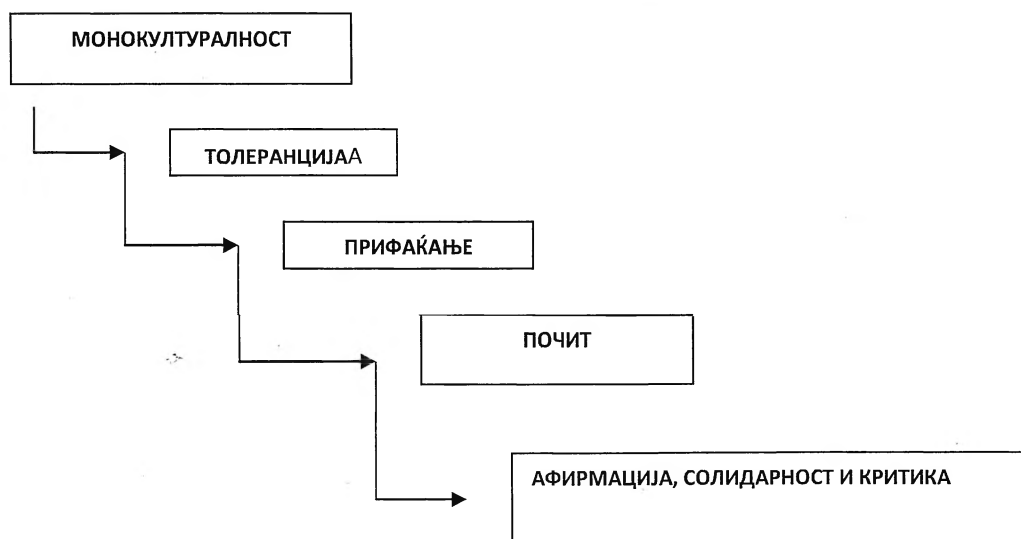 МОНОКУЛТУРАЛНОСТ
ТОЛЕРАНЦИЈАА
ПРИФАЌАЊЕ
ПОЧИТ
АФИРМАЦИЈА, СОЛИДАРНОСТ И КРИТИКА